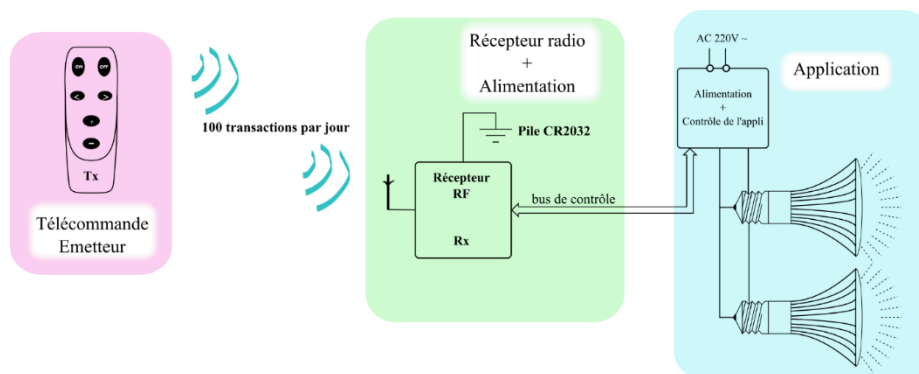 ON OFF
< >
+
−
Tx
Télécommande
Emetteur
100 transactions par jour
Récepteur radio
+
Alimentation
Pile CR2032
Récepteur
RF
Rx
bus de contrôle
AC 220V ~
Application
Alimentation
+
Contrôle de l'appli